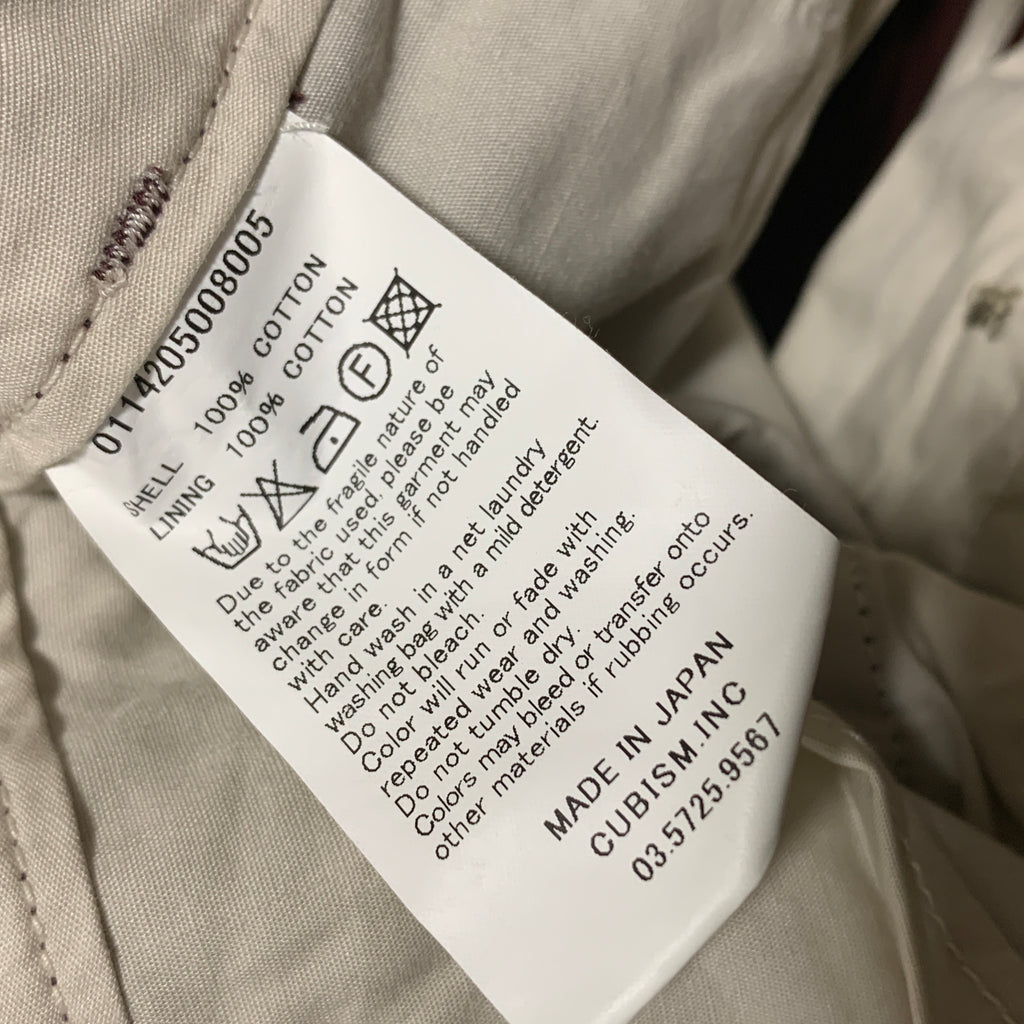 0114205008005
SHELL 100% COTTON
LINING 100% COTTON
F
Due to the fragile nature of
the fabric used, please be
aware that this garment may
change in form if not handled
with care.
Hand wash in a net laundry
washing bag with a mild detergent.
Do not bleach.
Color will run or fade with
repeated wear and washing.
Do not tumble dry.
Colors may bleed or transfer onto
other materials if rubbing occurs.
MADE IN JAPAN
CUBISM.INC
03.5725.9567